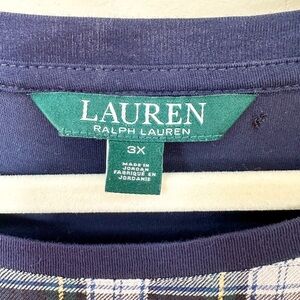 LAUREN
RALPH LAUREN
3X
MADE IN
JORDAN
FABRIQUÉ EN
JORDANIE